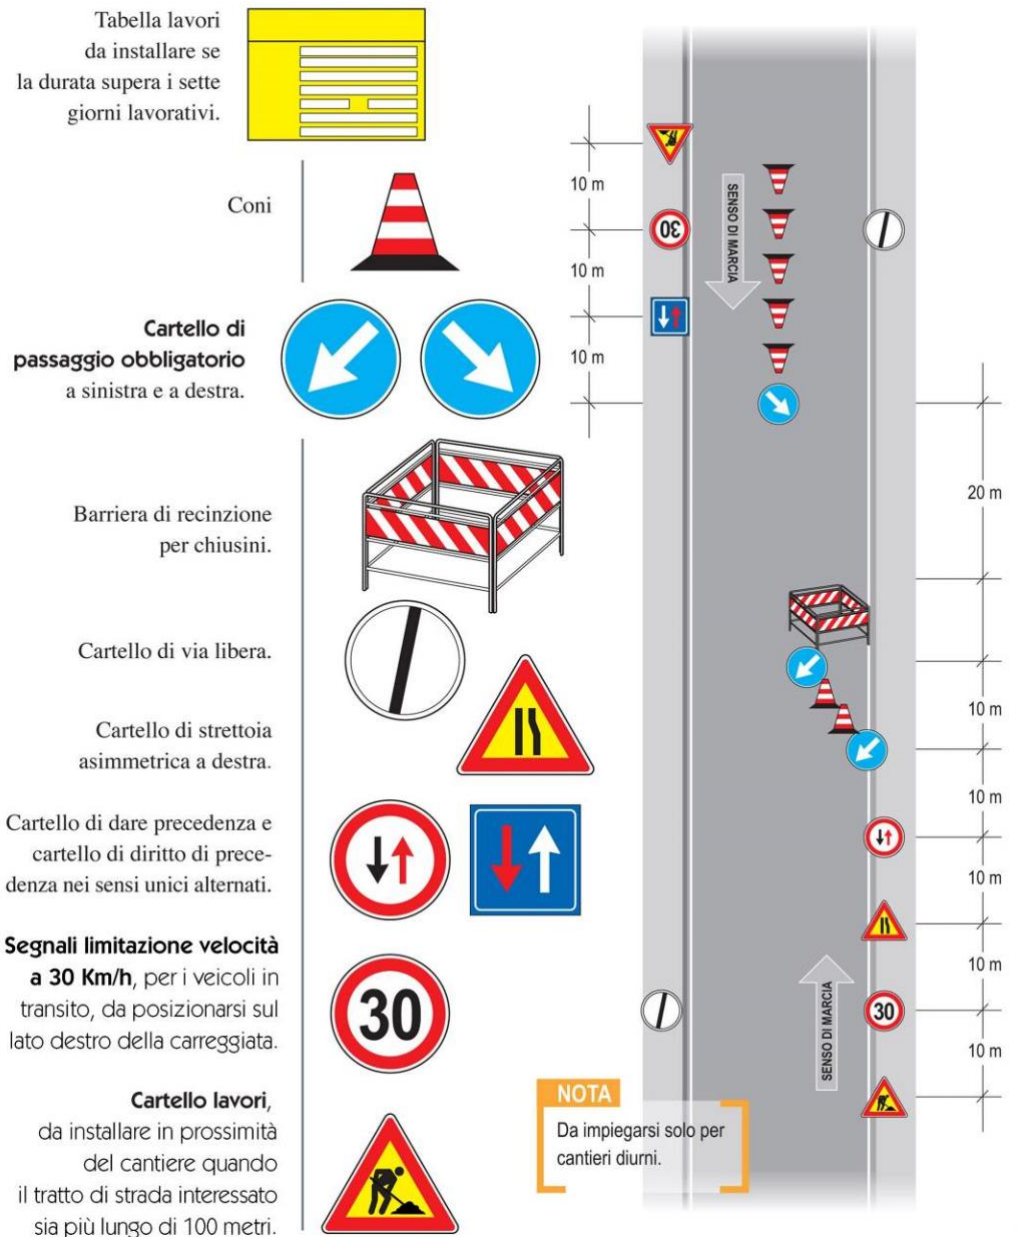 Tabella lavori
da installare se
la durata supera i sette
giorni lavorativi.
Coni
Cartello di
passaggio obbligatorio
a sinistra e a destra.
Barriera di recinzione
per chiusini.
Cartello di via libera.
Cartello di strettoia
asimmetrica a destra.
Cartello di dare precedenza e
cartello di diritto di prece-
denza nei sensi unici alternati.
Segnali limitazione velocità
a 30 Km/h, per i veicoli in
transito, da posizionarsi sul
lato destro della carreggiata.
30
Cartello lavori,
da installare in prossimità
del cantiere quando
il tratto di strada interessato
sia più lungo di 100 metri.
10 m
30
10 m
10 m
SENSO DI MARCIA
20 m
10 m
10 m
10 m
10 m
30
10 m
SENSO DI MARCIA
NOTA
Da impiegarsi solo per
cantieri diurni.